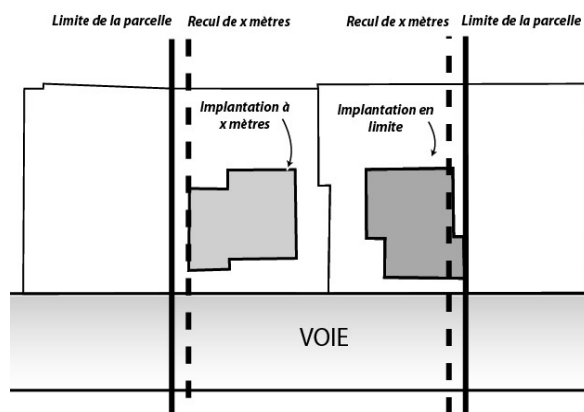 Limite de la parcelle
Recul de x mètres
Recul de x mètres
Limite de la parcelle
Implantation à
x mètres
Implantation en
limite
VOIE